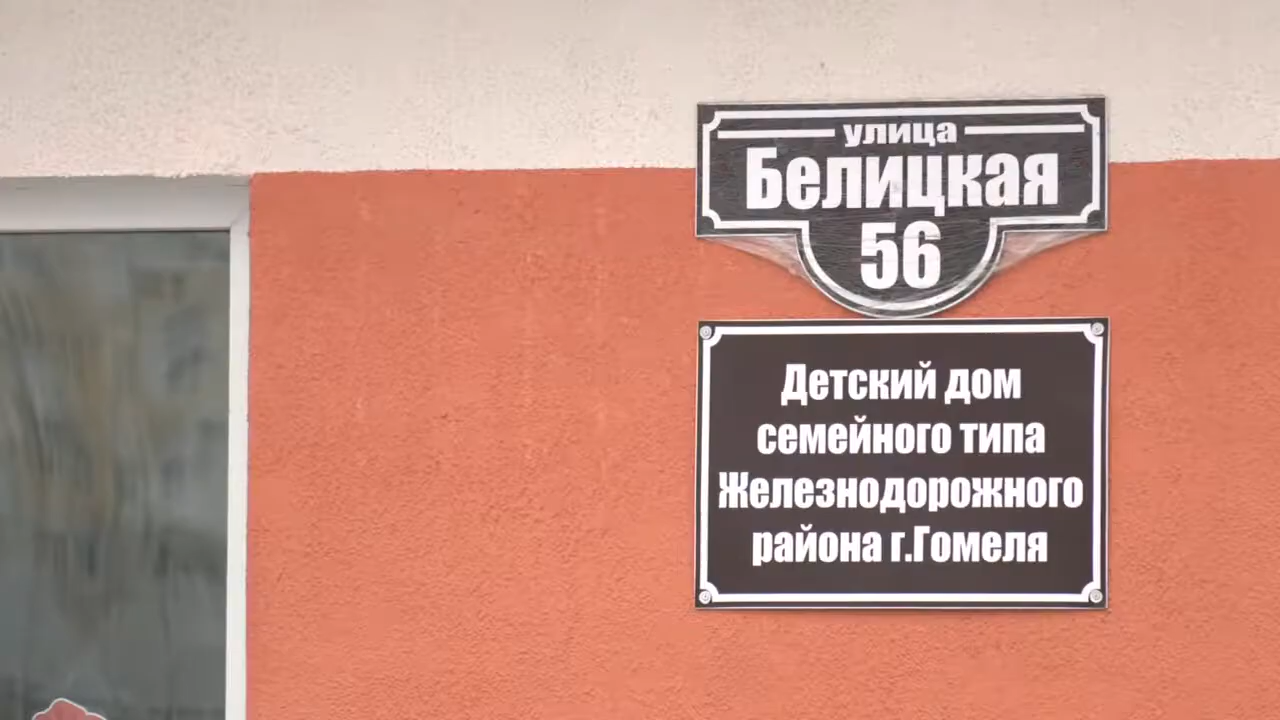 улица
Белицкая
56
Детский дом
семейного типа
Железнодорожного
района г.Гомеля